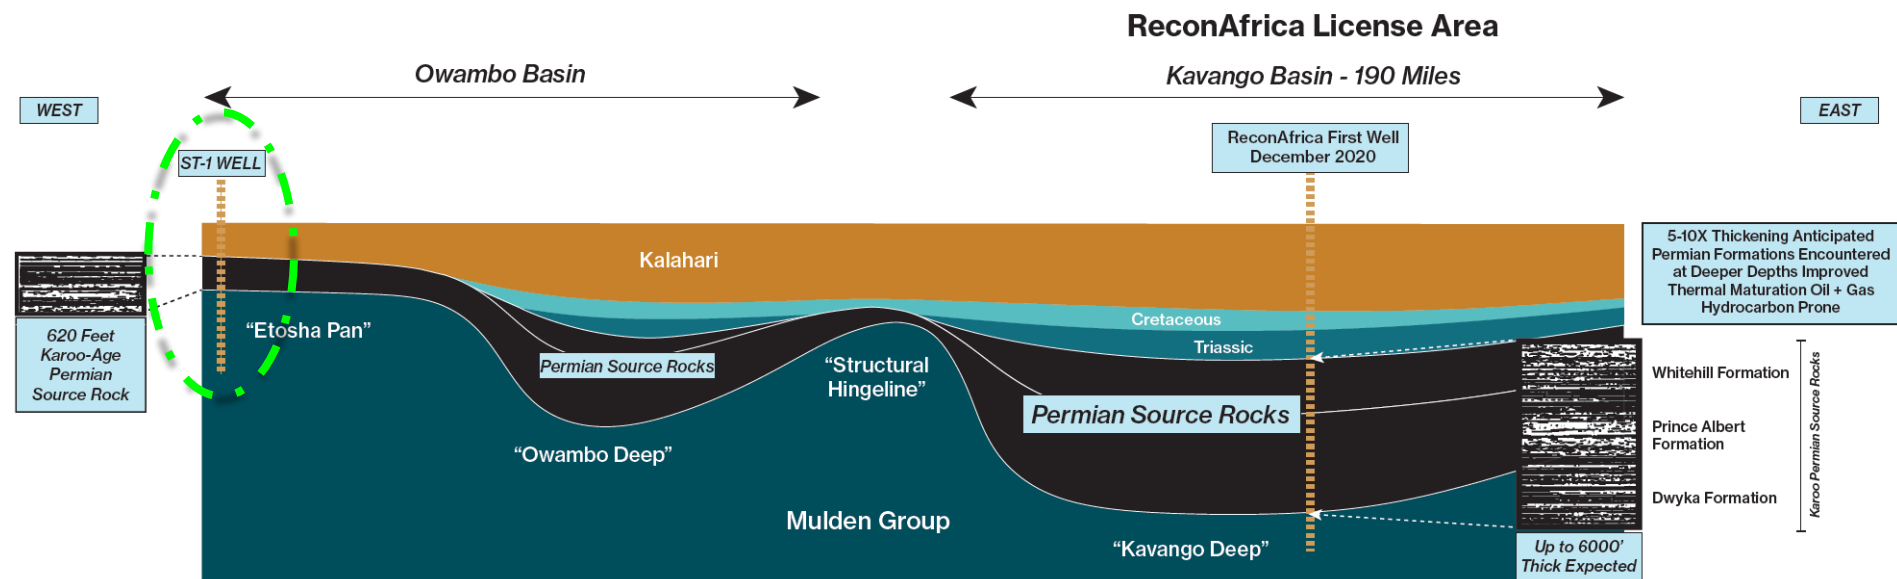 ReconAfrica License Area
Owambo Basin
Kavango Basin - 190 Miles
WEST
EAST
ST-1 WELL
ReconAfrica First Well
December 2020
Kalahari
5-10X Thickening Anticipated
Permian Formations Encountered
at Deeper Depths Improved
Thermal Maturation Oil + Gas
Hydrocarbon Prone
620 Feet
Karoo-Age
Permian
Source Rock
“Etosha Pan”
Cretaceous
Triassic
Permian Source Rocks
“Structural
Hingeline”
Permian Source Rocks
Whitehill Formation
Prince Albert
Formation
Dwyka Formation
Karoo Permian Source Rocks
“Owambo Deep”
Mulden Group
“Kavango Deep”
Up to 6000’
Thick Expected